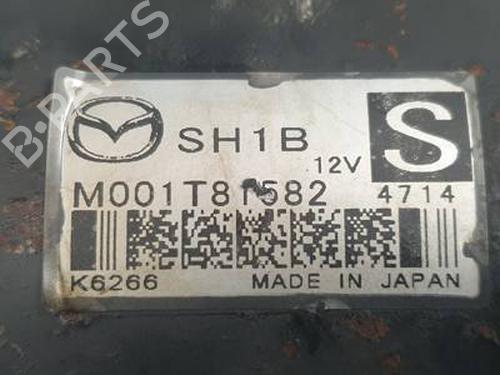 SH1B
12V
S
M001T81582
4714
K6266
MADE IN JAPAN
B-PARTS